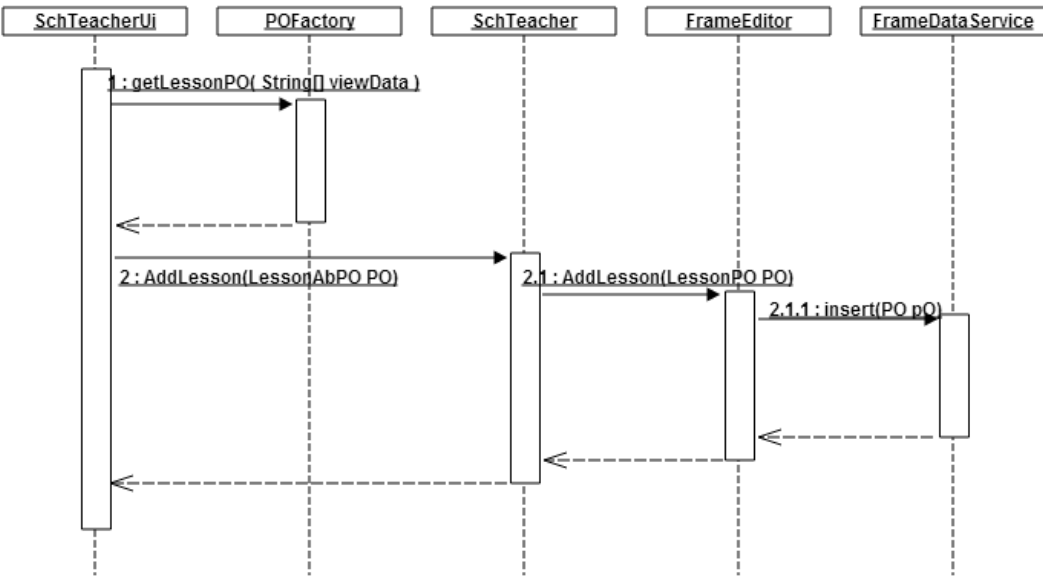 SchTeacherUi
POFactory
SchTeacher
FrameEditor
FrameDataService
1 : getLessonPO( String[] viewData )
2 : AddLesson(LessonAbPO PO)
2.1 : AddLesson(LessonPO PO)
2.1.1 : insert(PO pO)